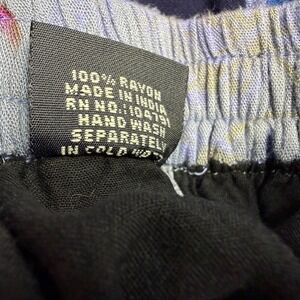 100% RAYON
MADE IN INDIA
RN NO.: 104791
HAND WASH
SEPARATELY
IN COLD